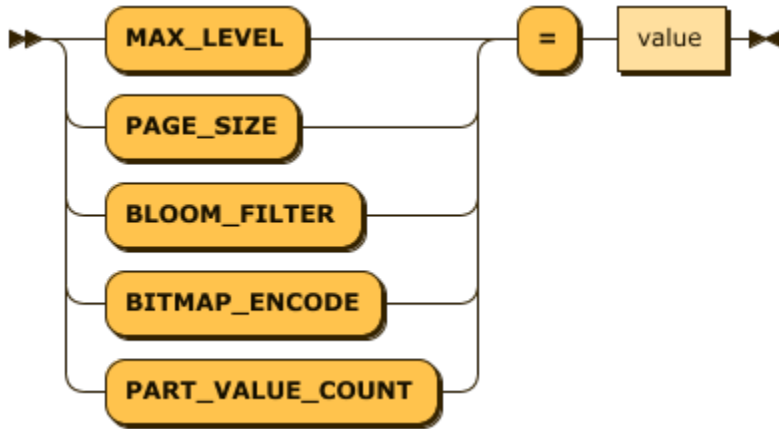 MAX_LEVEL = value
PAGE_SIZE
BLOOM_FILTER
BITMAP_ENCODE
PART_VALUE_COUNT